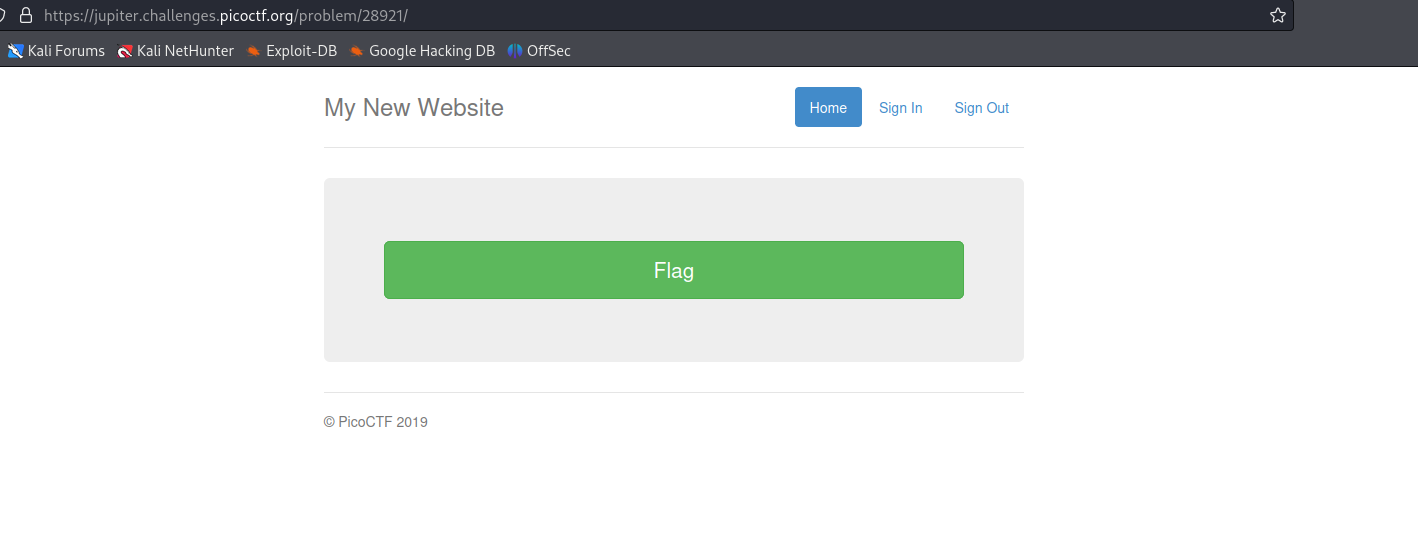 https://jupiter.challenges.picoctf.org/problem/28921/
Kali Forums Kali NetHunter Exploit-DB Google Hacking DB OffSec
My New Website Home Sign In Sign Out
Flag
© PicoCTF 2019